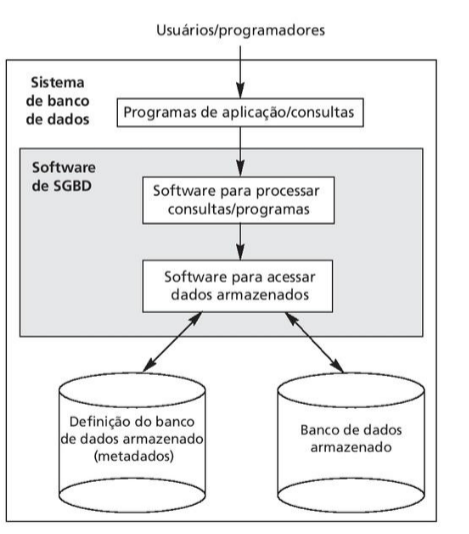 Usuários/programadores
Sistema
de banco
de dados
Programas de aplicação/consultas
Software
de SGBD
Software para processar
consultas/programas
Software para acessar
dados armazenados
Definição do banco
de dados armazenado
(metadados)
Banco de dados
armazenado